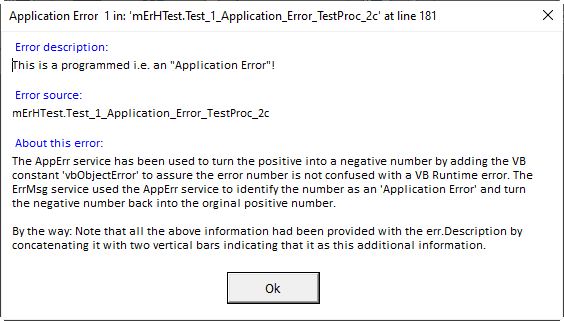 Application Error  1 in: 'mErHTest.Test_1_Application_Error_TestProc_2c' at line 181
Error description:
This is a programmed i.e. an "Application Error"!
Error source:
mErHTest.Test_1_Application_Error_TestProc_2c
About this error:
The AppErr service has been used to turn the positive into a negative number by adding the VB
constant 'vbObjectError' to assure the error number is not confused with a VB Runtime error. The
ErrMsg service used the AppErr service to identify the number as an 'Application Error' and turn
the negative number back into the orginal positive number.
By the way: Note that all the above information had been provided with the err.Description by
concatenating it with two vertical bars indicating that it as this additional information.
Ok